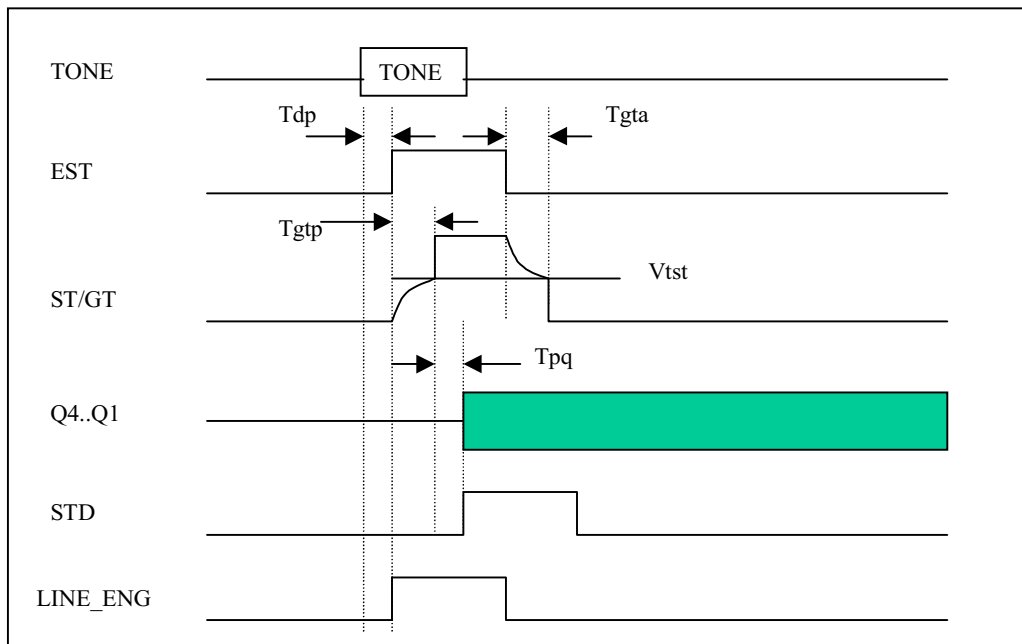 TONE
TONE
Tdp
Tgta
EST
Tgtp
Vtst
ST/GT
Tpq
Q4..Q1
STD
LINE_ENG